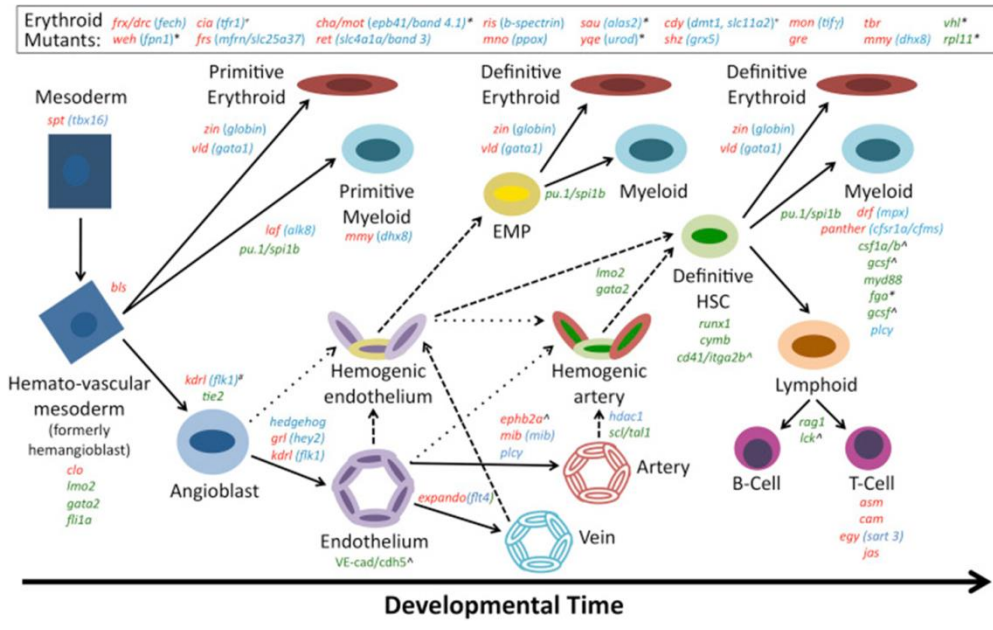 Erythroid Mutants:
frx/drc (fech) cia (tfr1)* cha/mot (epb41/band 4.1)* ris (b-spectrin) sau (alas2)* cdy (dmt1, slc11a2)* mon (tifγ) tbr vhl*
weh (fpn1)* frs (mfrn/slc25a37) ret (slc4a1a/band 3) mno (ppox) yqe (urod)* shz (grx5) gre mmy (dhx8) rpl11*
Mesoderm
spt (tbx16)
Primitive
Erythroid
zin (globin)
vld (gata1)
Primitive
Myeloid
mmy (dhx8)
laf (alk8)
pu.1/spi1b
Definitive
Erythroid
zin (globin)
vld (gata1)
EMP
pu.1/spi1b
Myeloid
Definitive
Erythroid
zin (globin)
vld (gata1)
pu.1/spi1b
Myeloid
drf (mpx)
panther (cfsr1a/cfms)
csf1a/b^
gcsf^
myd88
fga*
gcsf^
plcy
Definitive
HSC
runx1
cymb
cd41/itga2b^
lmo2
gata2
bls
Hemato-vascular
mesoderm
(formerly
hemangioblast)
clo
lmo2
gata2
fli1a
kdrl (flk1)#
tie2
Angioblast
hedgehog
grl (hey2)
kdrl (flk1)
Hemogenic
endothelium
Hemogenic
artery
Endothelium
VE-cad/cdh5^
ephb2a^
mib (mib)
plcy
hdac1
scl/tal1
Artery
expando(flt4)
Vein
Lymphoid
rag1
lck^
B-Cell
T-Cell
asm
cam
egy (sart 3)
jas
Developmental Time